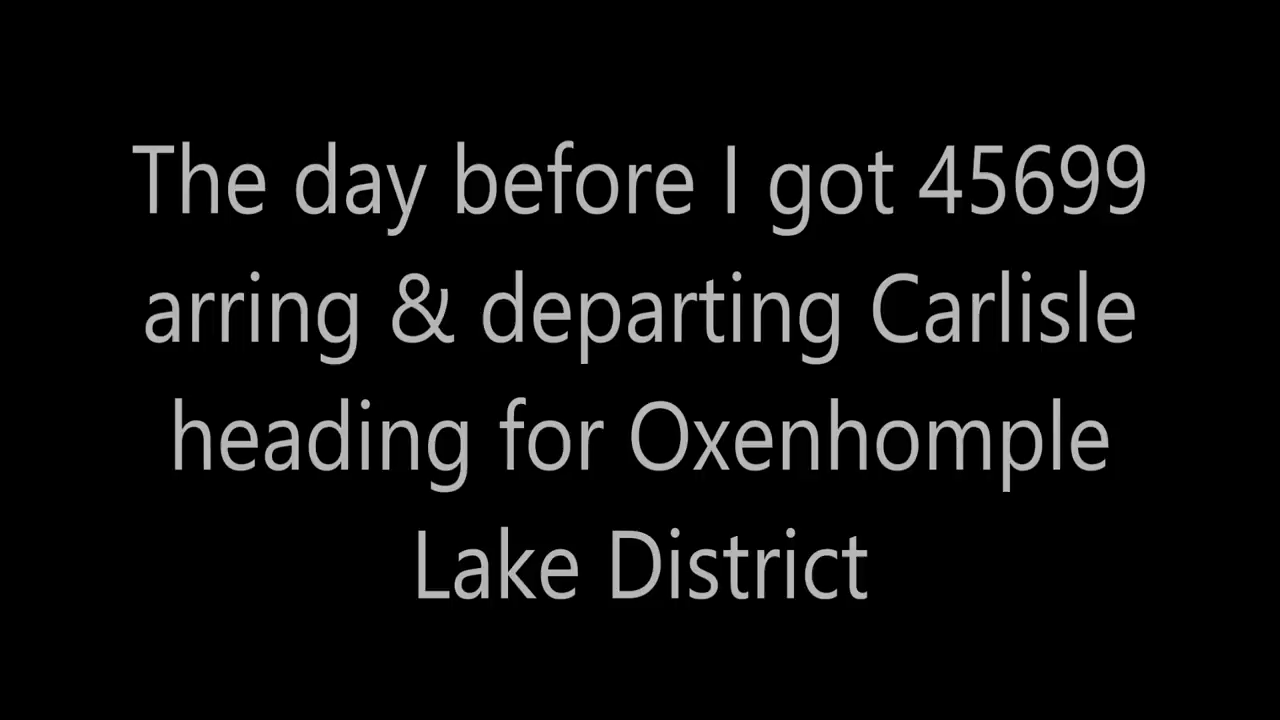 The day before I got 45699
arring & departing Carlisle
heading for Oxenhomple
Lake District